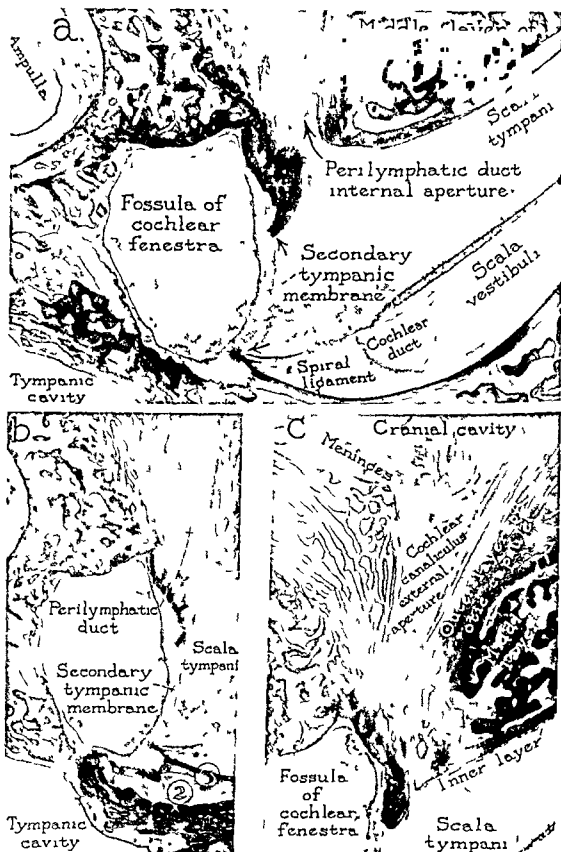 a.
Middle layer of
Ampulla
Scala
tympani
Perilymphatic duct
internal aperture
Fossula of
cochlear
fenestra
Secondary
tympanic
membrane
Scala
vestibuli
Cochlear
duct
Spiral
ligament
Tympanic
cavity
b
Perilymphatic
duct
Secondary
tympanic
membrane
Scala
tympani
2
Tympanic
cavity
c
Cranial cavity
Meninges
Cochlear
canaliculus
external
aperture
Inner layer
Fossula
of
cochlear
fenestra
Scala
tympani